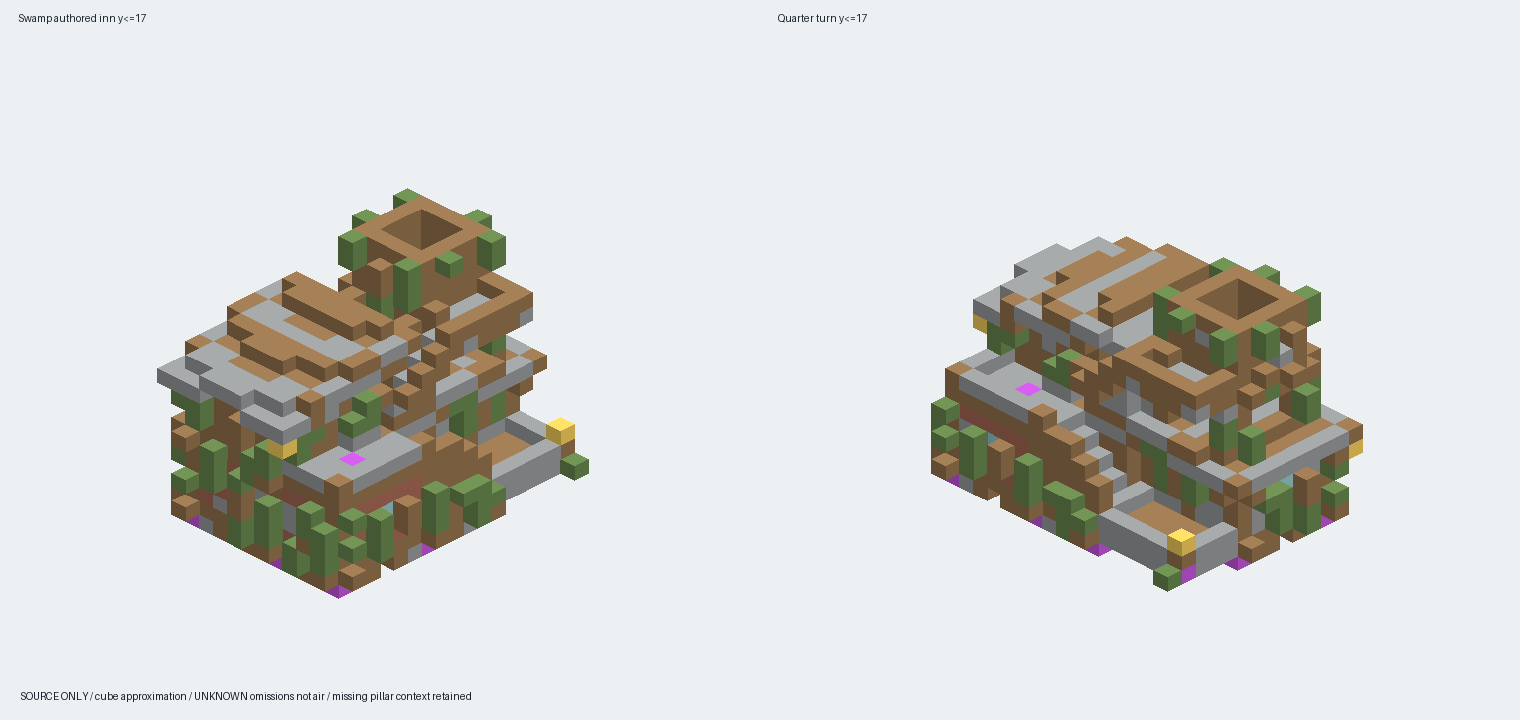 Swamp authored inn y<=17
Quarter turn y<=17
SOURCE ONLY / cube approximation / UNKNOWN omissions not air / missing pillar context retained